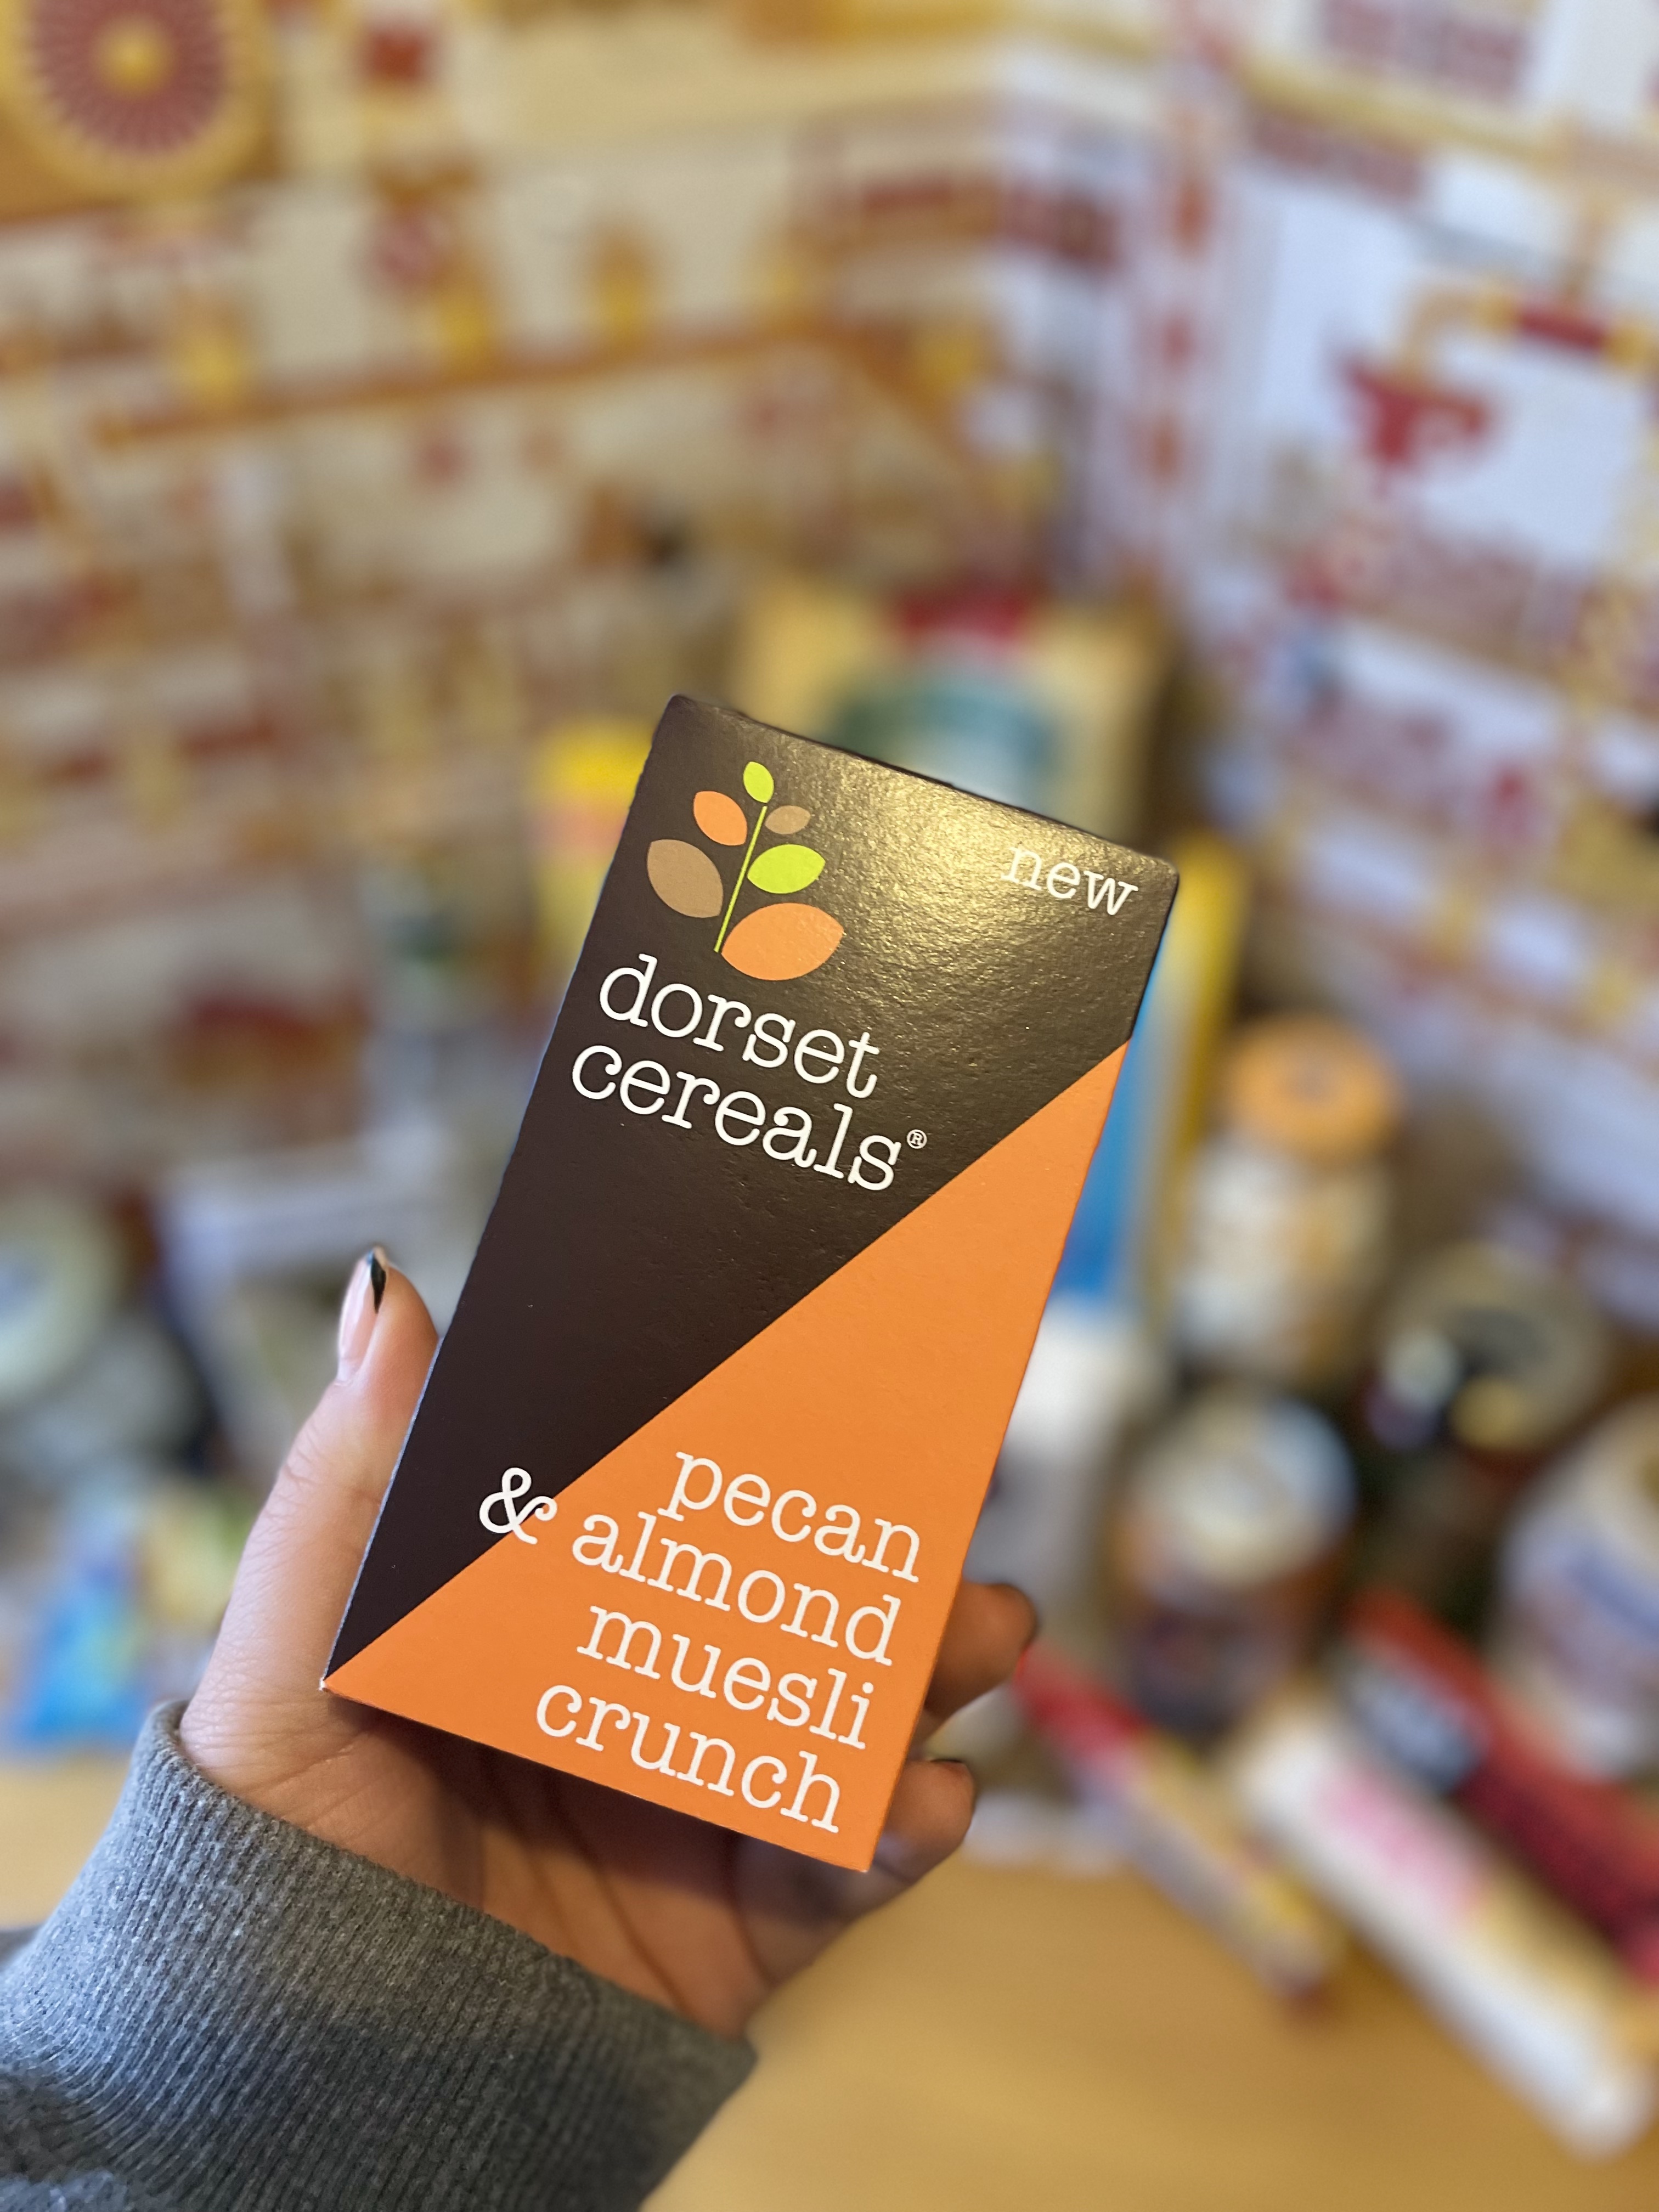 new
dorset
cereals®
pecan
& almond
muesli
crunch